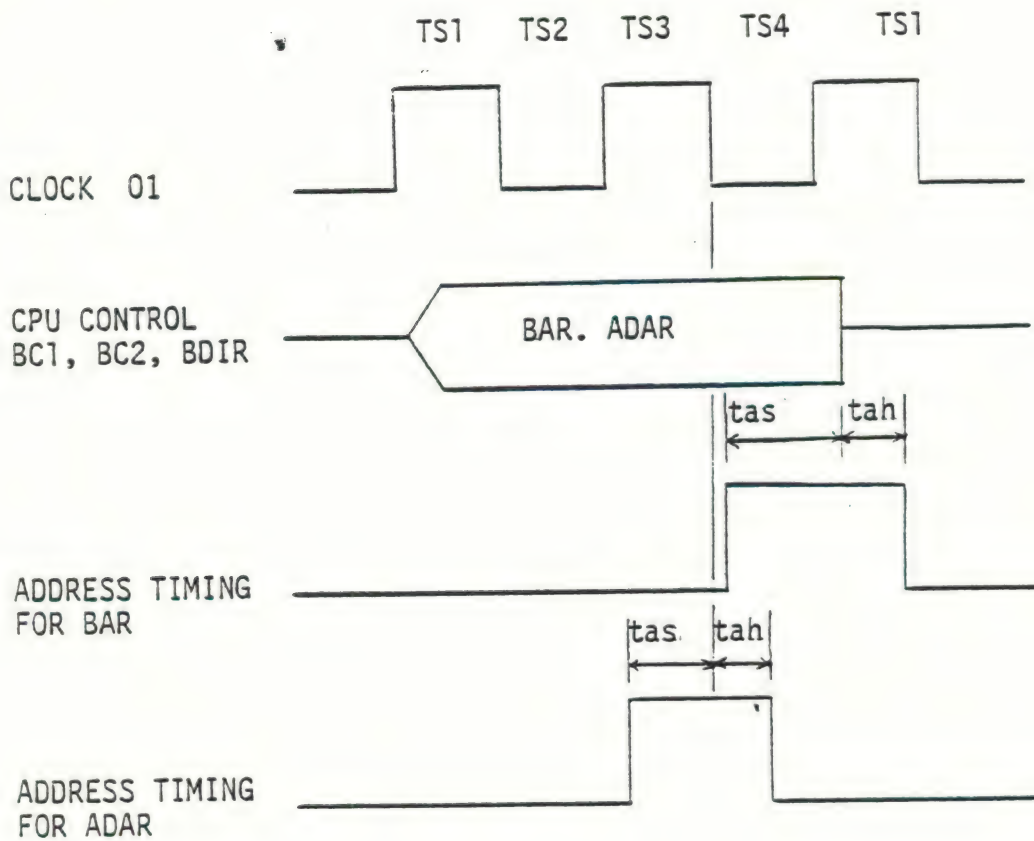 TS1 TS2 TS3 TS4 TS1
CLOCK 01
CPU CONTROL
BC1, BC2, BDIR
BAR. ADAR
tas tah
ADDRESS TIMING
FOR BAR
tas tah
ADDRESS TIMING
FOR ADAR